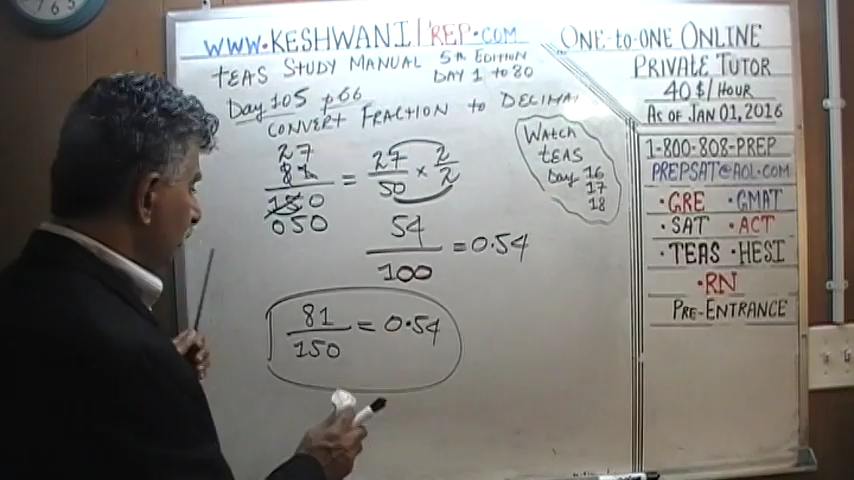 WWW.KESHWANIPREP.COM
TEAS STUDY MANUAL 5TH EDITION
DAY 1 TO 80
Day 105 p66
CONVERT FRACTION to DECIMAL
27
81
150
050
= 27/50 × 2/2
54/100 = 0.54
81/150 = 0.54
WATCH
TEAS
Day 16
17
18
ONE-to-ONE ONLINE
PRIVATE TUTOR
40 $/HOUR
AS OF JAN 01, 2016
1-800-808-PREP
PREPSAT@AOL.COM
• GRE • GMAT
• SAT • ACT
• TEAS • HESI
• RN
PRE-ENTRANCE